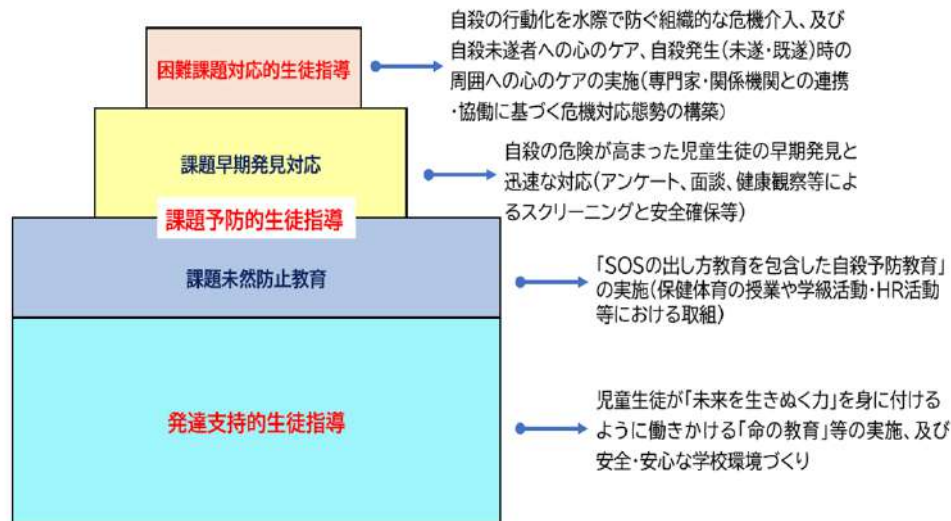 自殺の行動化を水際で防ぐ組織的な危機介入、及び
自殺未遂者への心のケア、自殺発生(未遂・既遂)時の
周囲への心のケアの実施(専門家・関係機関との連携
・協働に基づく危機対応態勢の構築)
困難課題対応的生徒指導
自殺の危険が高まった児童生徒の早期発見と
迅速な対応(アンケート、面談、健康観察等によ
るスクリーニングと安全確保等)
課題早期発見対応
課題予防的生徒指導
課題未然防止教育
「SOSの出し方教育を包含した自殺予防教育」
の実施(保健体育の授業や学級活動・HR活動
等における取組)
発達支持的生徒指導
児童生徒が「未来を生きぬく力」を身に付ける
ように働きかける「命の教育」等の実施、及び
安全・安心な学校環境づくり